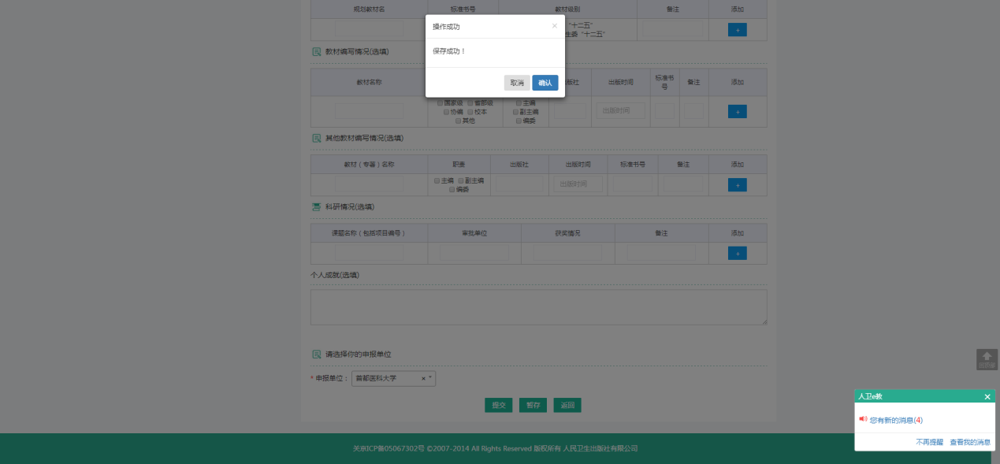 规划教材名 标准书号 教材级别 备注 添加
操作成功 ×
"十二五"
生委 "十二五"
+
保存成功！
取消 确认
教材编写情况(选填)
教材名称 版社 出版时间 标准书号 备注 添加
国家级 省部级
协编 校本
其他
主编
副主编
编委
出版时间
+
其他教材编写情况(选填)
教材（专著）名称 职责 出版社 出版时间 标准书号 备注 添加
主编 副主编
编委
出版时间
+
科研情况(选填)
课题名称（包括项目编号） 审批单位 获奖情况 备注 添加
+
个人成就(选填)
请选择你的申报单位
* 申报单位： 首都医科大学 ×
提交 暂存 返回
人卫e教 ×
您有新的消息(4)
不再提醒 查看我的消息
关京ICP备05067302号 ©2007-2014 All Rights Reserved 版权所有 人民卫生出版社有限公司